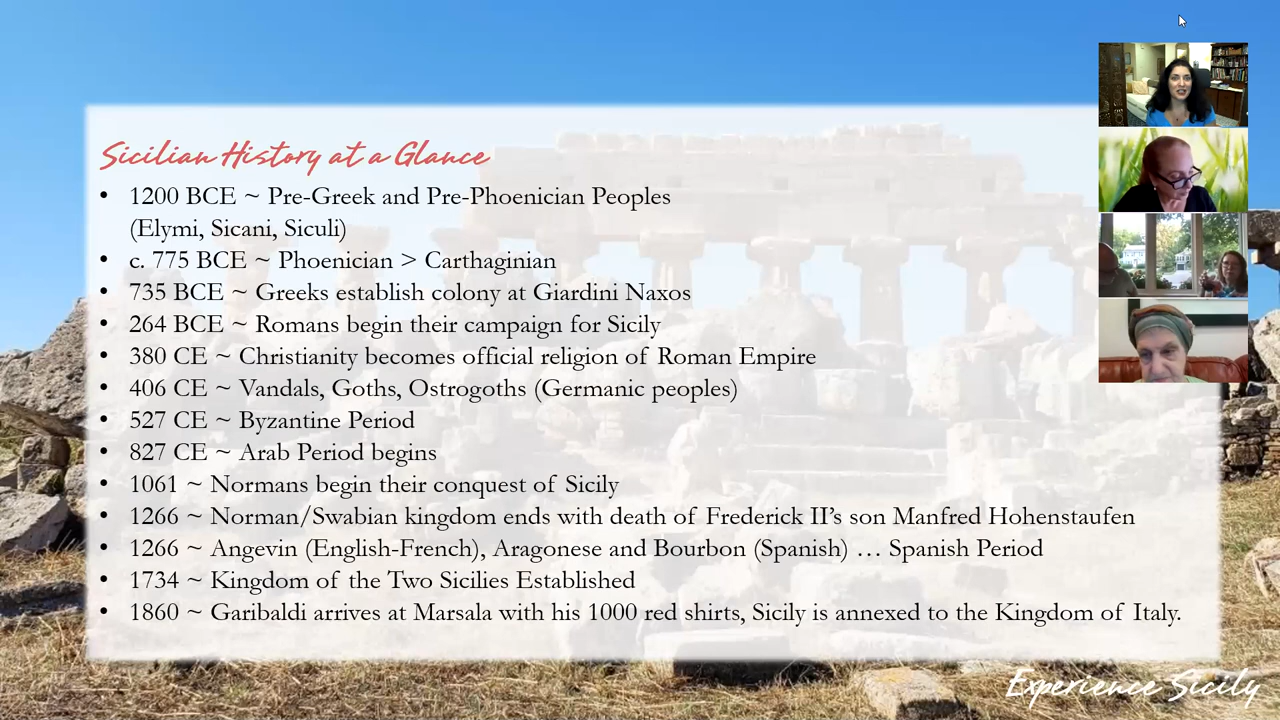 Sicilian History at a Glance
• 1200 BCE ~ Pre-Greek and Pre-Phoenician Peoples
(Elymi, Sicani, Siculi)
• c. 775 BCE ~ Phoenician > Carthaginian
• 735 BCE ~ Greeks establish colony at Giardini Naxos
• 264 BCE ~ Romans begin their campaign for Sicily
• 380 CE ~ Christianity becomes official religion of Roman Empire
• 406 CE ~ Vandals, Goths, Ostrogoths (Germanic peoples)
• 527 CE ~ Byzantine Period
• 827 CE ~ Arab Period begins
• 1061 ~ Normans begin their conquest of Sicily
• 1266 ~ Norman/Swabian kingdom ends with death of Frederick II’s son Manfred Hohenstaufen
• 1266 ~ Angevin (English-French), Aragonese and Bourbon (Spanish) … Spanish Period
• 1734 ~ Kingdom of the Two Sicilies Established
• 1860 ~ Garibaldi arrives at Marsala with his 1000 red shirts, Sicily is annexed to the Kingdom of Italy.
Experience Sicily